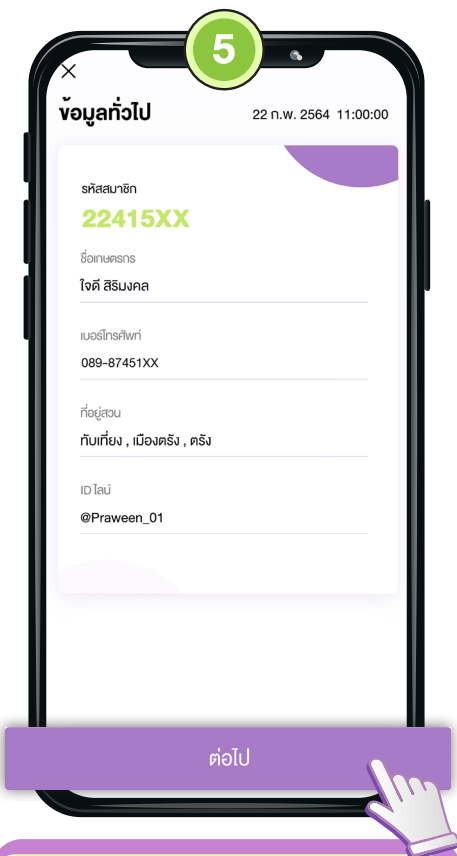 5
ข้อมูลทั่วไป 22 ก.พ. 2564 11:00:00
รหัสสมาชิก
22415XX
ชื่อเกษตรกร
ใจดี สิริมงคล
เบอร์โทรศัพท์
089-87451XX
ที่อยู่สวน
ทับเที่ยง , เมืองตรัง , ตรัง
ID ไลน์
@Praween_01
ต่อไป